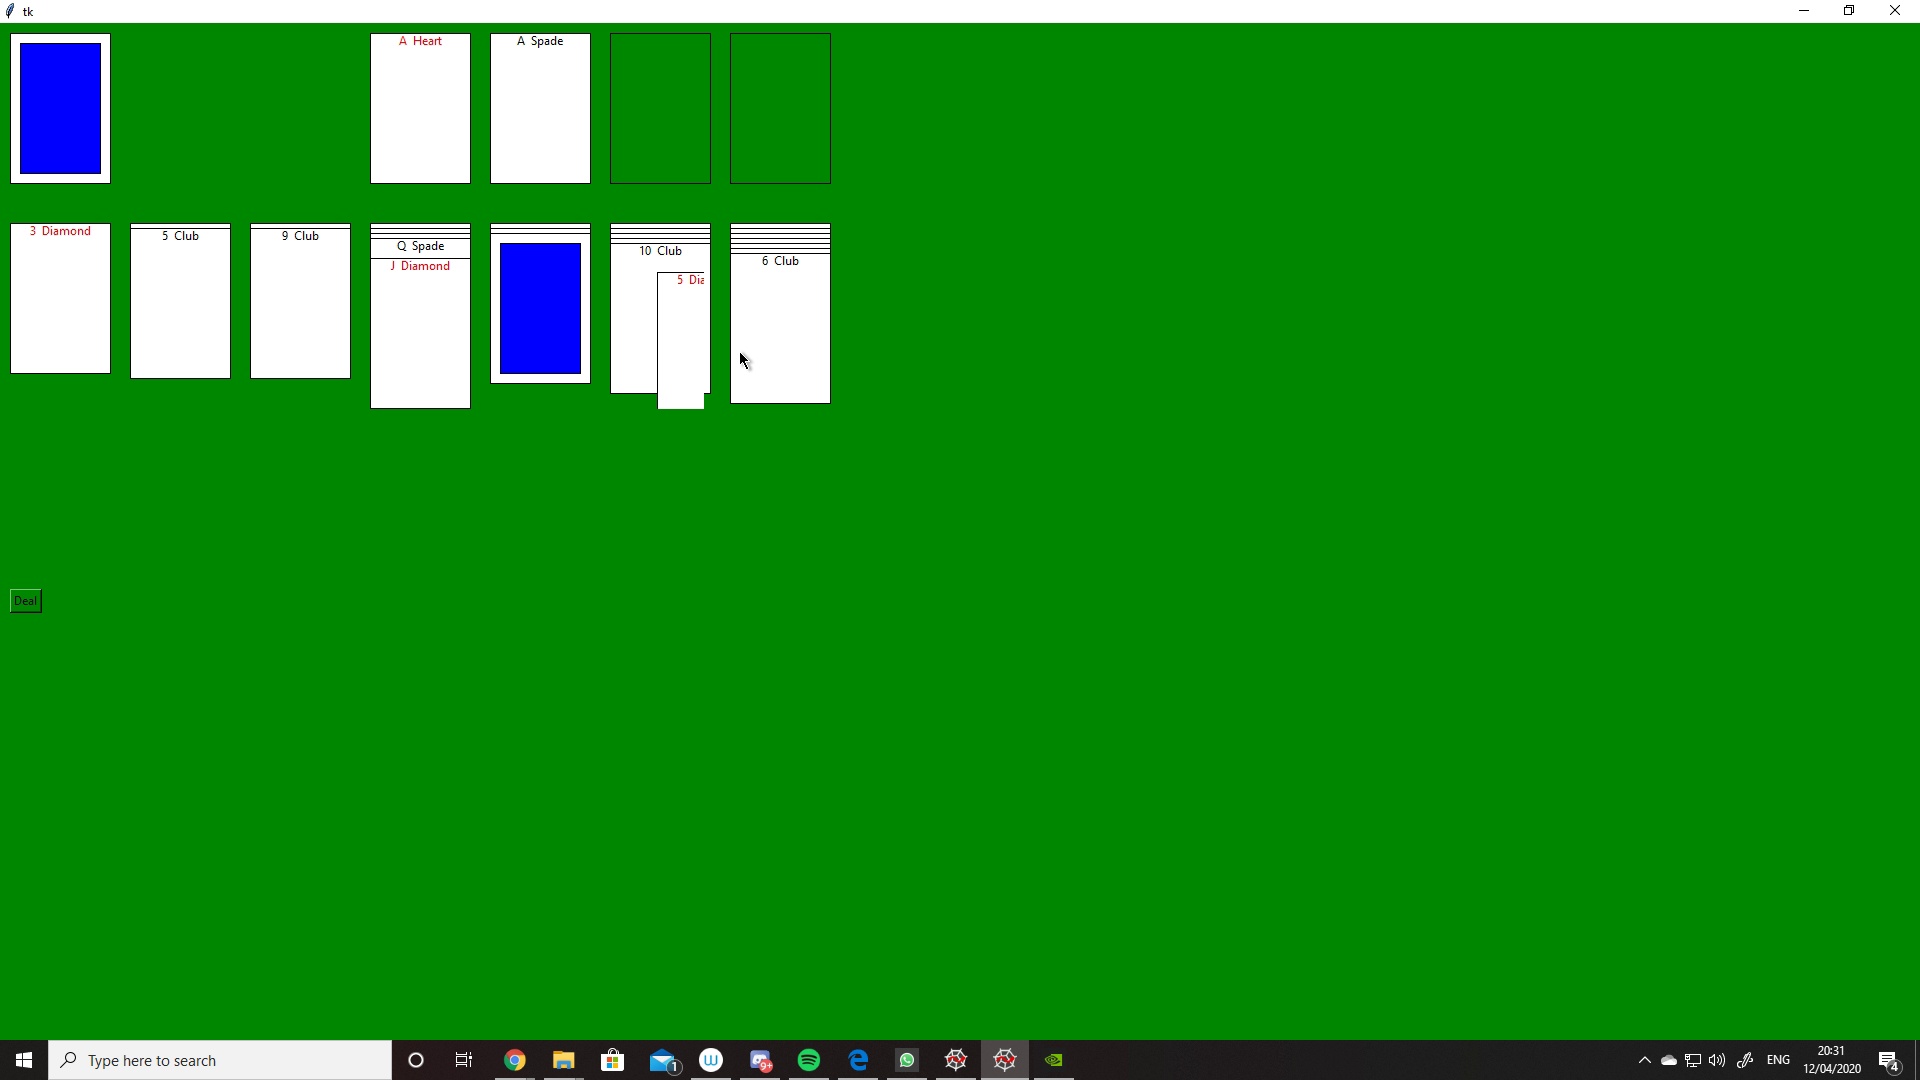 tk
A Heart
A Spade
3 Diamond
5 Club
9 Club
Q Spade
J Diamond
10 Club
5 Dia
6 Club
Deal
Type here to search
1
W
9+
ENG
20:31
12/04/2020
4